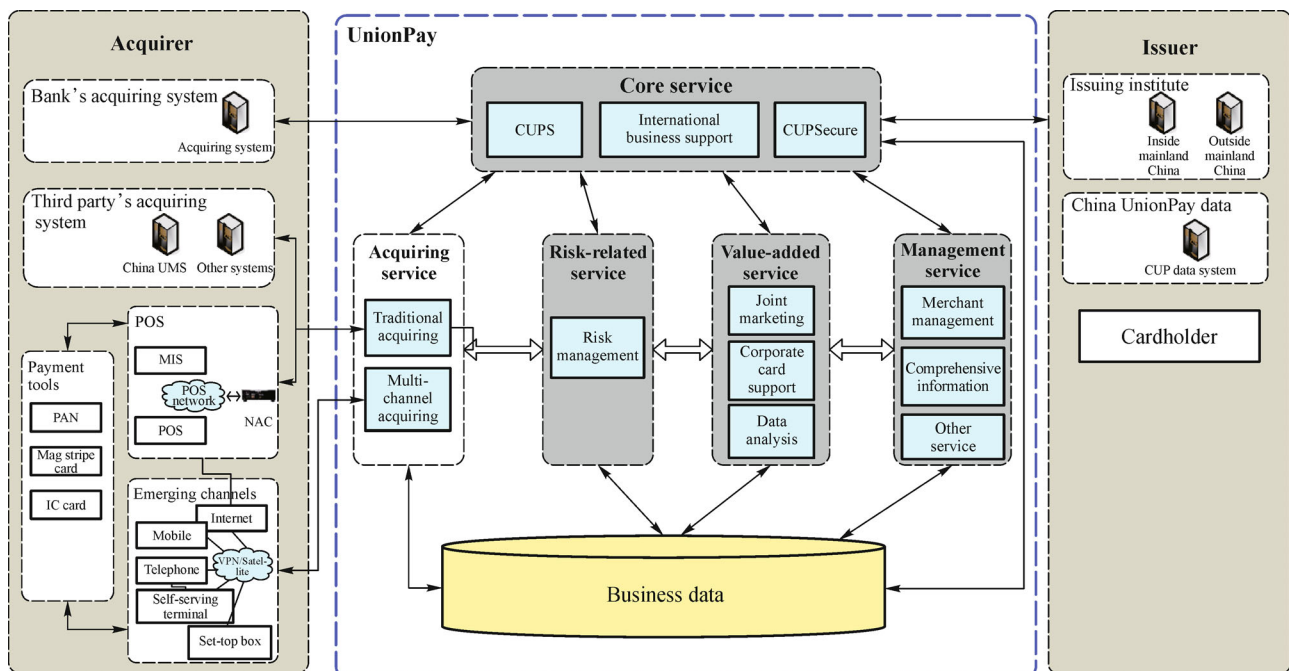 Acquirer
Bank's acquiring system
Acquiring system
Third party's acquiring
system
China UMS
Other systems
POS
MIS
POS
network
NAC
POS
Payment
tools
PAN
Mag stripe
card
IC card
Emerging channels
Internet
Mobile
VPN/Satel-
lite
Telephone
Self-serving
terminal
Set-top box
UnionPay
Core service
CUPS
International
business support
CUPSecure
Acquiring
service
Traditional
acquiring
Multi-
channel
acquiring
Risk-related
service
Risk
management
Value-added
service
Joint
marketing
Corporate
card
support
Data
analysis
Management
service
Merchant
management
Comprehensive
information
Other
service
Business data
Issuer
Issuing institute
Inside
mainland
China
Outside
mainland
China
China UnionPay data
CUP data system
Cardholder